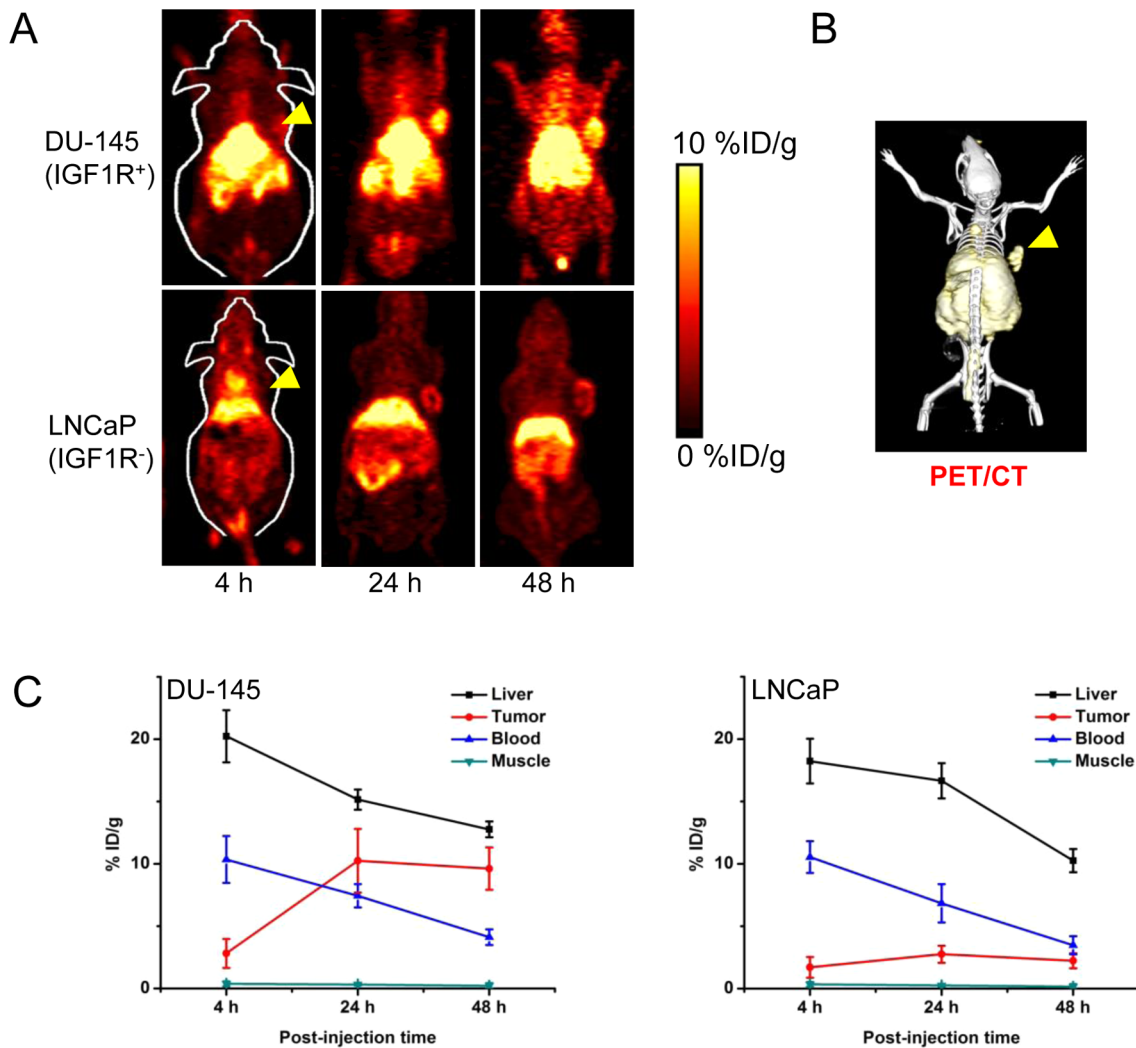 A
DU-145
(IGF1R⁺)
LNCaP
(IGF1R⁻)
4 h
24 h
48 h
10 %ID/g
0 %ID/g
B
PET/CT
C
DU-145
Liver
Tumor
Blood
Muscle
% ID/g
20
10
0
4 h
24 h
48 h
Post-injection time
LNCaP
Liver
Tumor
Blood
Muscle
% ID/g
20
10
0
4 h
24 h
48 h
Post-injection time